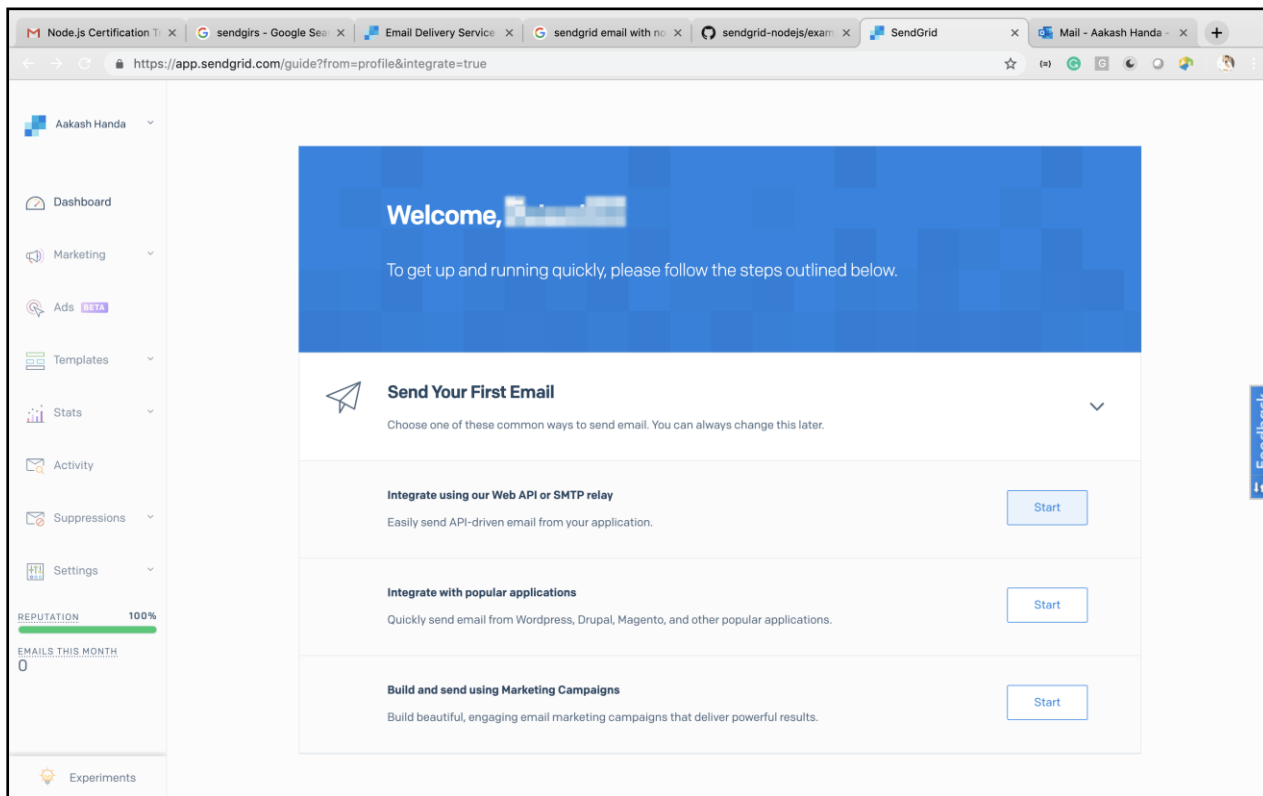 Node.js Certification T
sendgirs - Google Sea
Email Delivery Service
sendgrid email with no
sendgrid-nodejs/exam
SendGrid
Mail - Aakash Handa -
https://app.sendgrid.com/guide?from=profile&integrate=true
Aakash Handa
Dashboard
Marketing
Ads BETA
Templates
Stats
Activity
Suppressions
Settings
REPUTATION 100%
EMAILS THIS MONTH
0
Experiments
Welcome,
To get up and running quickly, please follow the steps outlined below.
Send Your First Email
Choose one of these common ways to send email. You can always change this later.
Integrate using our Web API or SMTP relay
Easily send API-driven email from your application.
Start
Integrate with popular applications
Quickly send email from Wordpress, Drupal, Magento, and other popular applications.
Start
Build and send using Marketing Campaigns
Build beautiful, engaging email marketing campaigns that deliver powerful results.
Start
Feedback